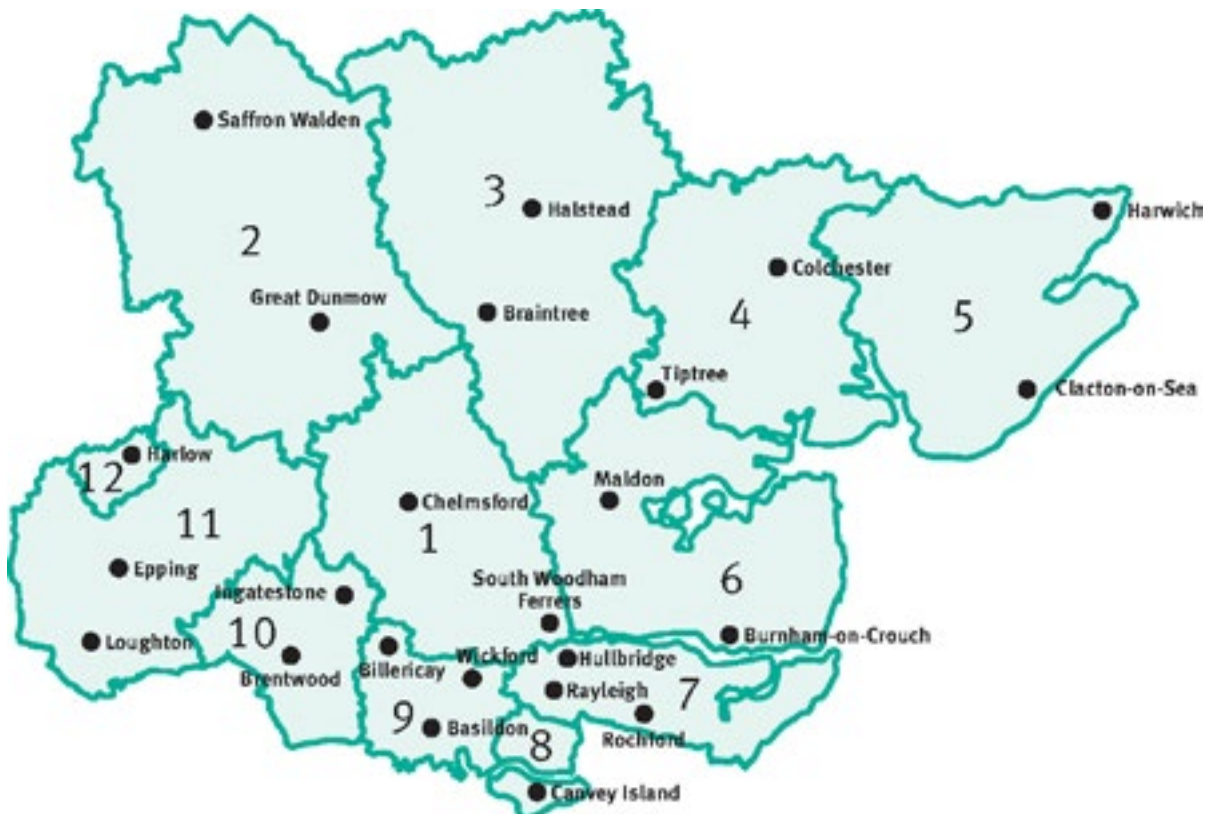 Saffron Walden
3
Halstead
Harwich
2
Colchester
Great Dunmow
Braintree
4
5
Tiptree
Clacton-on-Sea
Harlow
12
Maldon
Chelmsford
11
1
Epping
South Woodham
Ferrers
6
Ingatestone
10
Loughton
Burnham-on-Crouch
Brentwood
Billericay
Wickford
Hullbridge
Rayleigh
7
9
Basildon
Rochford
8
Canvey Island